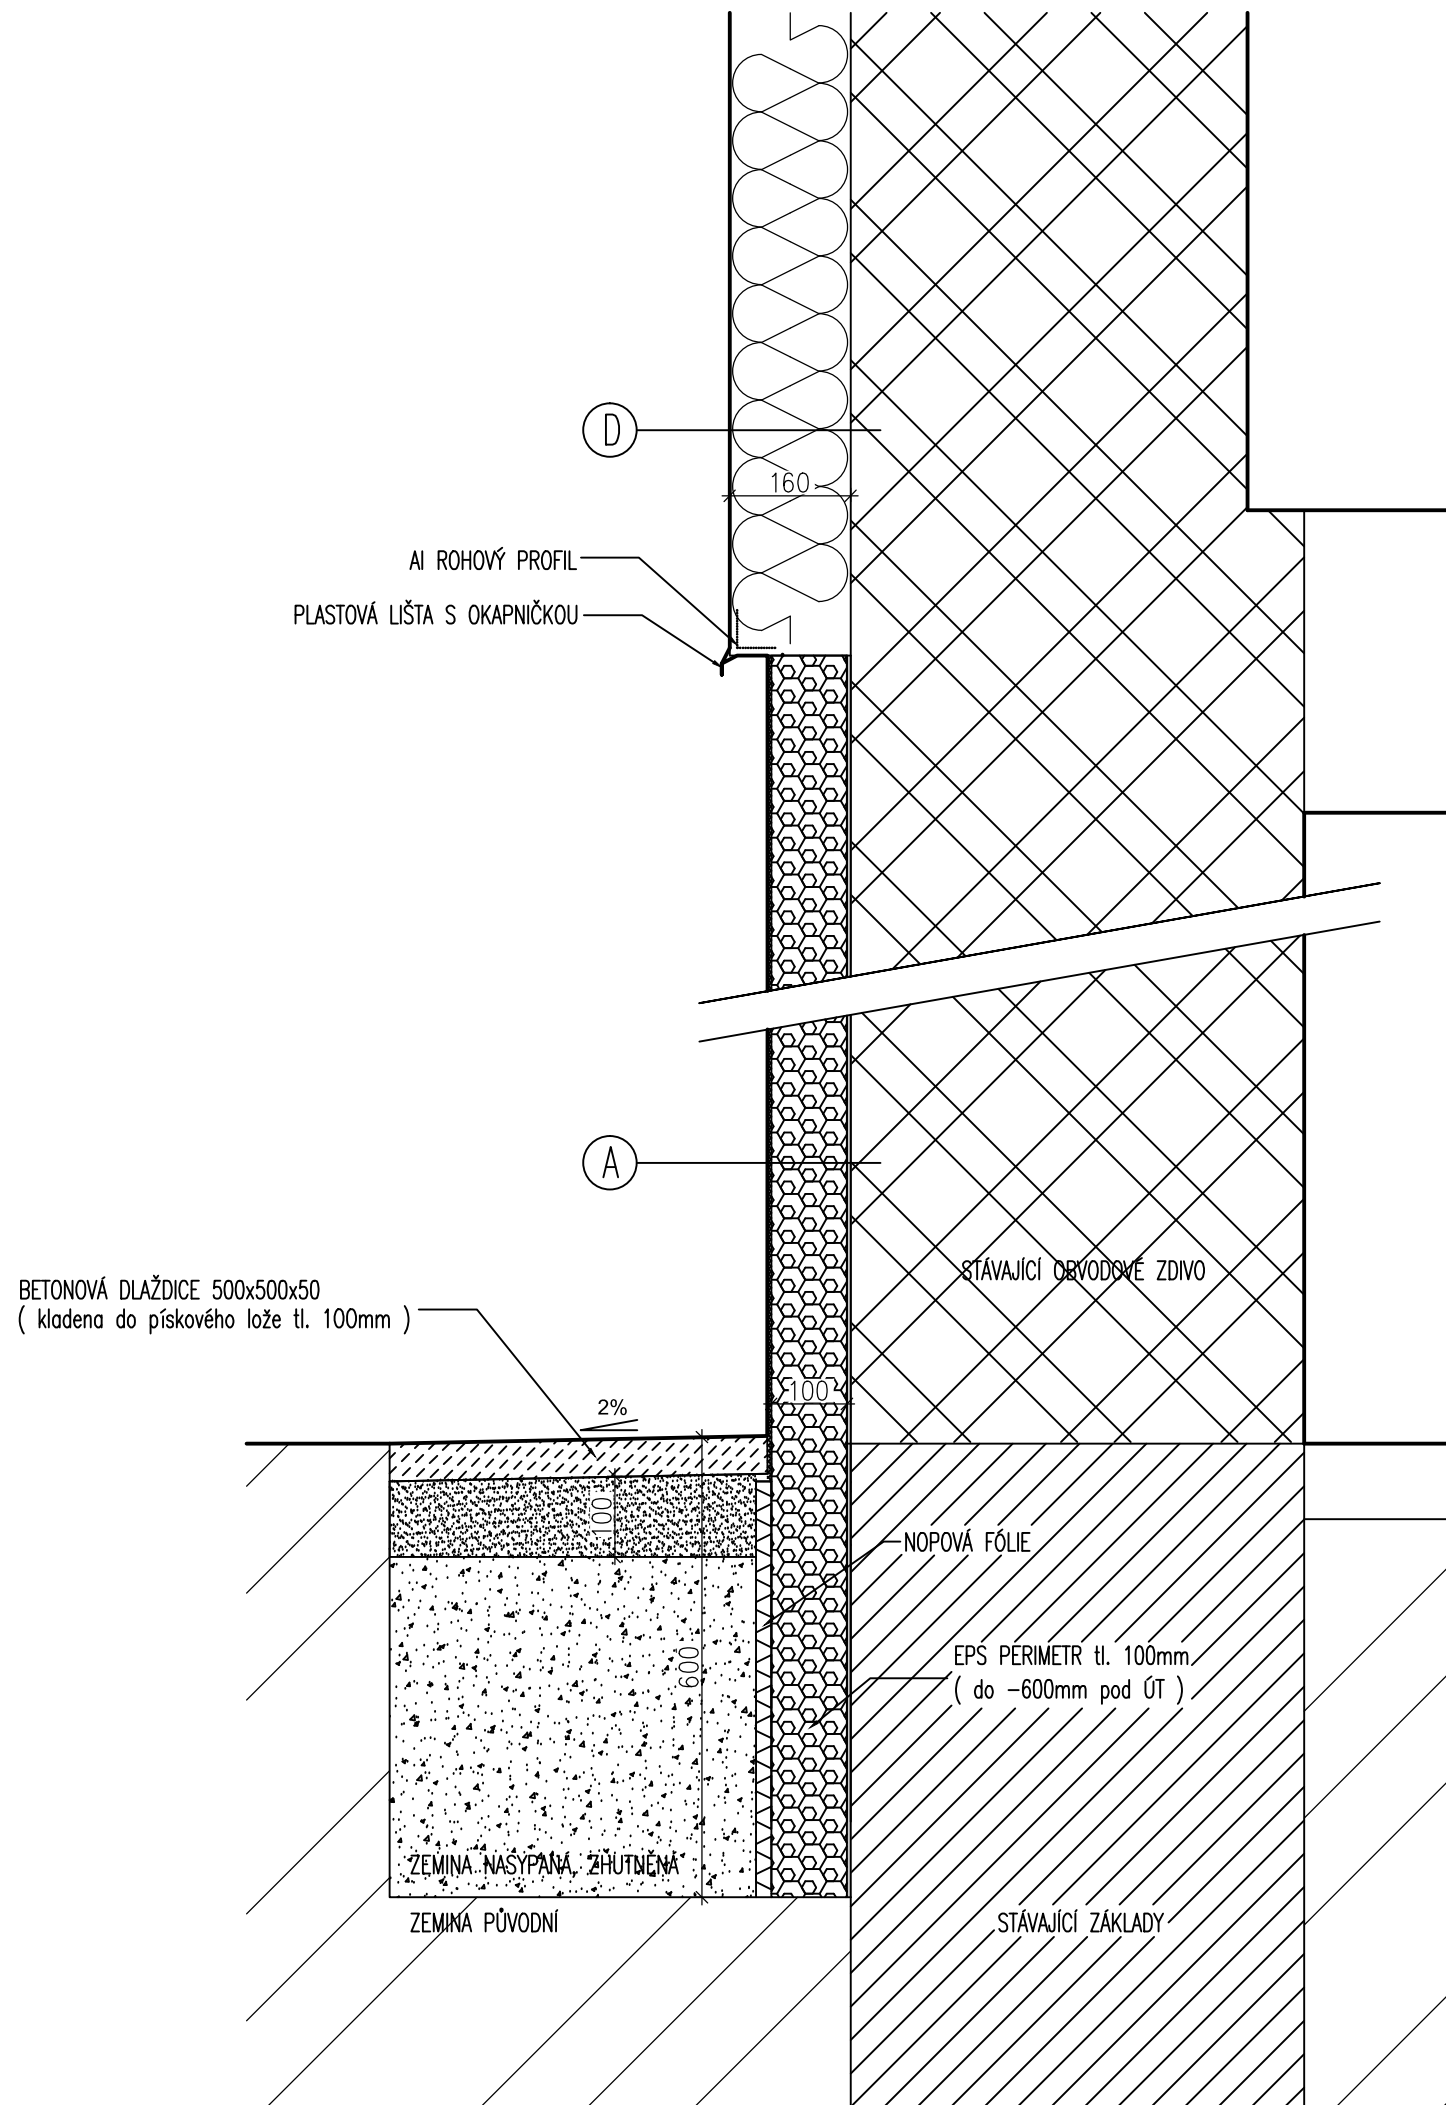 D
160
Al ROHOVÝ PROFIL
PLASTOVÁ LIŠTA S OKAPNIČKOU
A
STÁVAJÍCÍ OBVODOVÉ ZDIVO
BETONOVÁ DLAŽDICE 500x500x50
( kladena do pískového lože tl. 100mm )
100
2%
100
NOPOVÁ FÓLIE
600
EPS PERIMETR tl. 100mm
( do -600mm pod ÚT )
ZEMINA NASYPANÁ, ZHUTNĚNÁ
ZEMINA PŮVODNÍ
STÁVAJÍCÍ ZÁKLADY